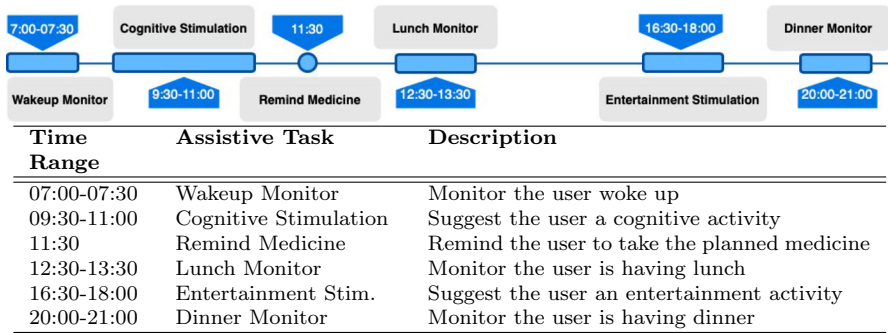 7:00-07:30 Cognitive Stimulation 11:30 Lunch Monitor 16:30-18:00 Dinner Monitor
Wakeup Monitor 9:30-11:00 Remind Medicine 12:30-13:30 Entertainment Stimulation 20:00-21:00
Time Range Assistive Task Description
07:00-07:30 Wakeup Monitor Monitor the user woke up
09:30-11:00 Cognitive Stimulation Suggest the user a cognitive activity
11:30 Remind Medicine Remind the user to take the planned medicine
12:30-13:30 Lunch Monitor Monitor the user is having lunch
16:30-18:00 Entertainment Stim. Suggest the user an entertainment activity
20:00-21:00 Dinner Monitor Monitor the user is having dinner